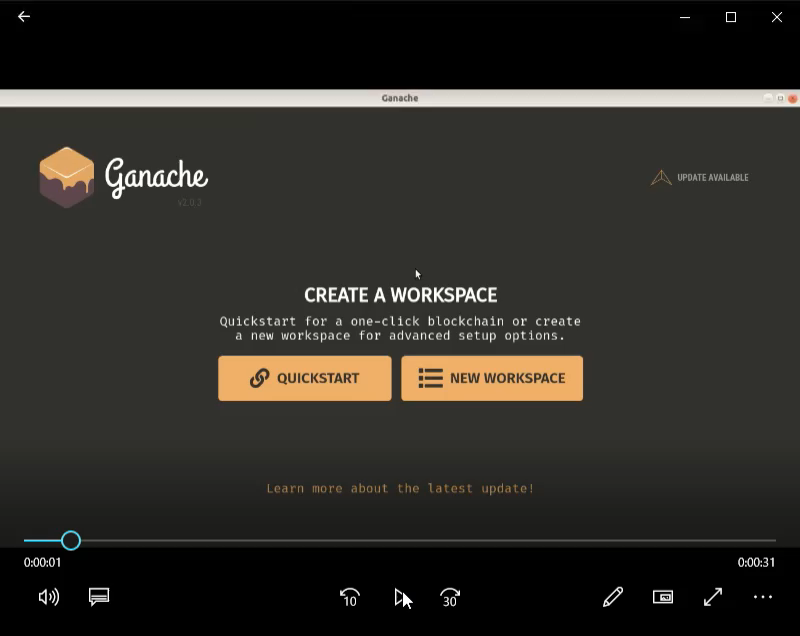 Ganache
Ganache
v2.0.2
UPDATE AVAILABLE
CREATE A WORKSPACE
Quickstart for a one-click blockchain or create
a new workspace for advanced setup options.
QUICKSTART
NEW WORKSPACE
Learn more about the latest update!
0:00:01
0:00:31
10
30